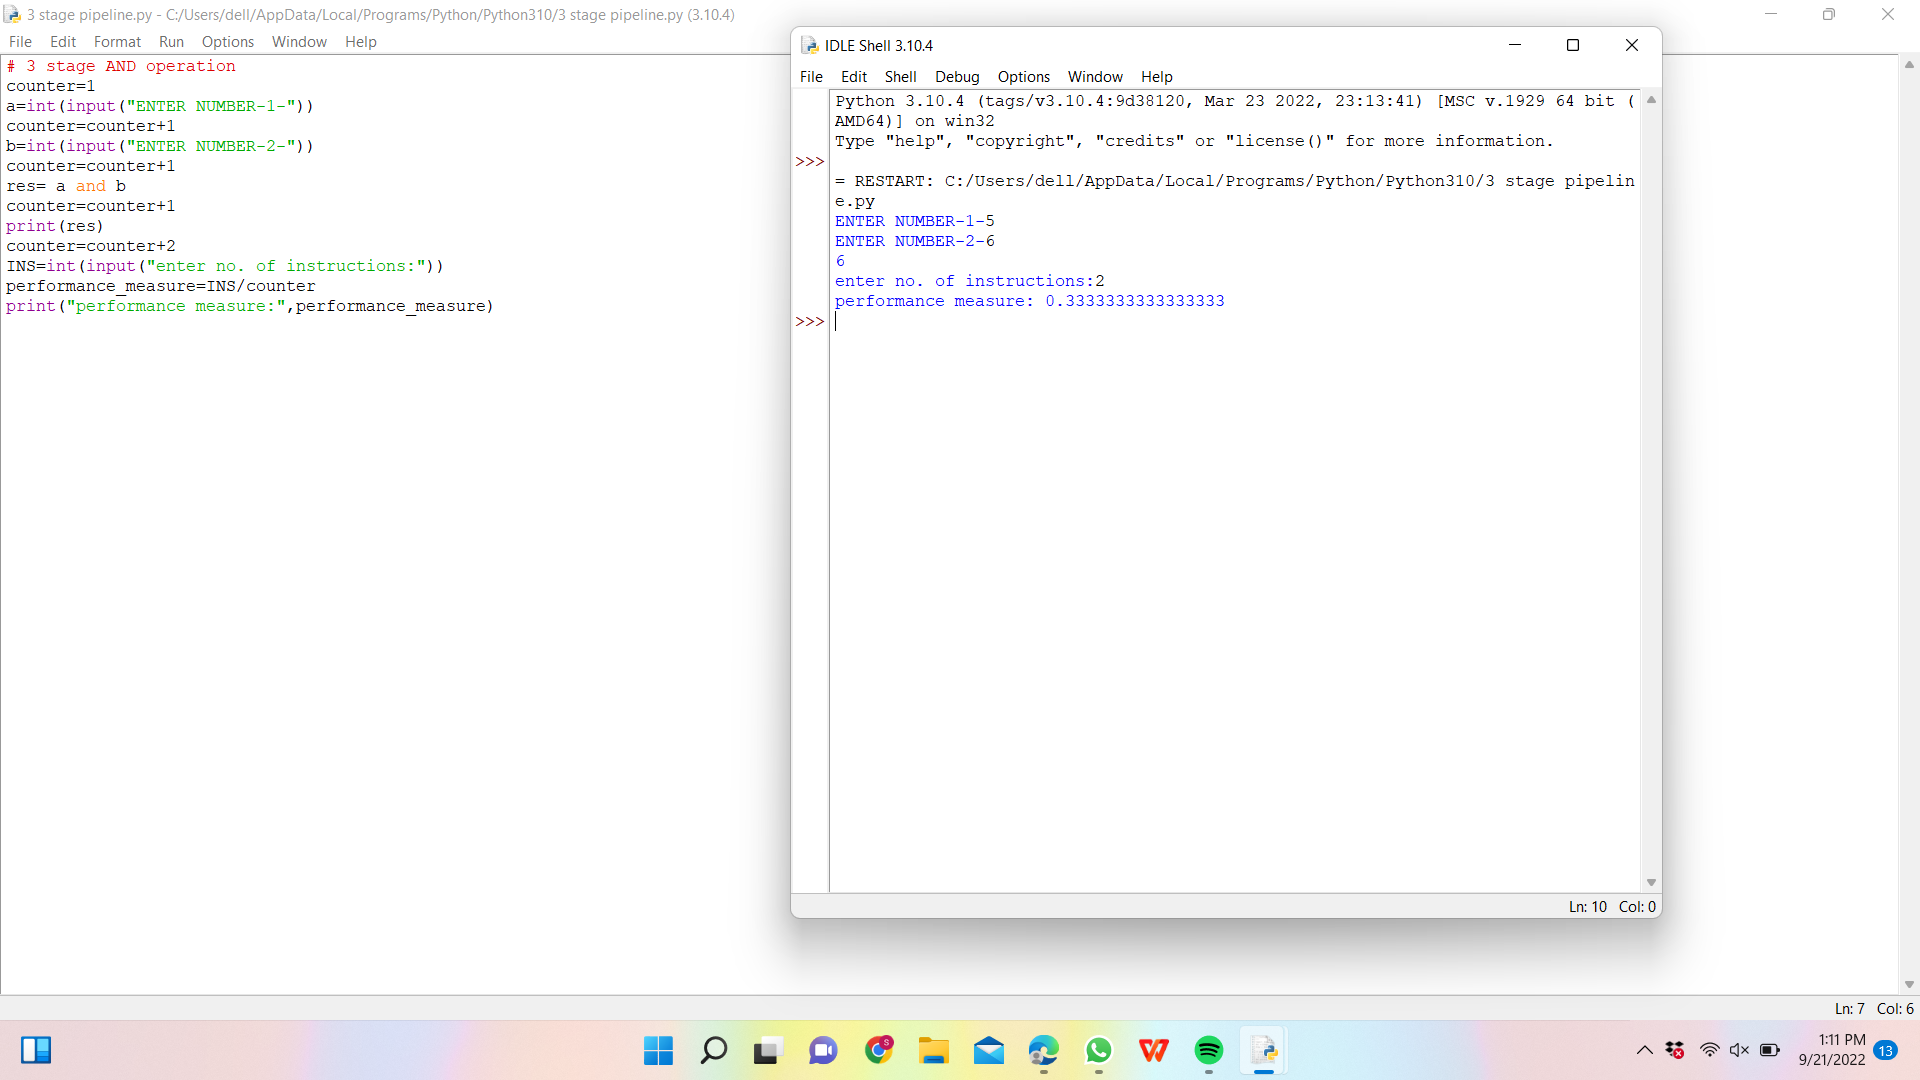 3 stage pipeline.py - C:/Users/dell/AppData/Local/Programs/Python/Python310/3 stage pipeline.py (3.10.4)
File Edit Format Run Options Window Help
# 3 stage AND operation
counter=1
a=int(input("ENTER NUMBER-1-"))
counter=counter+1
b=int(input("ENTER NUMBER-2-"))
counter=counter+1
res= a and b
counter=counter+1
print(res)
counter=counter+2
INS=int(input("enter no. of instructions:"))
performance_measure=INS/counter
print("performance measure:",performance_measure)
IDLE Shell 3.10.4
File Edit Shell Debug Options Window Help
Python 3.10.4 (tags/v3.10.4:9d38120, Mar 23 2022, 23:13:41) [MSC v.1929 64 bit (
AMD64)] on win32
Type "help", "copyright", "credits" or "license()" for more information.
>>>
= RESTART: C:/Users/dell/AppData/Local/Programs/Python/Python310/3 stage pipelin
e.py
ENTER NUMBER-1-5
ENTER NUMBER-2-6
6
enter no. of instructions:2
performance measure: 0.3333333333333333
>>>
Ln: 10 Col: 0
Ln: 7 Col: 6
S
W
1:11 PM
9/21/2022
13